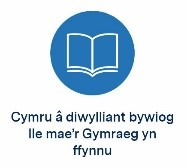 Cymru â diwylliant bywiog
lle mae'r Gymraeg yn
ffynnu